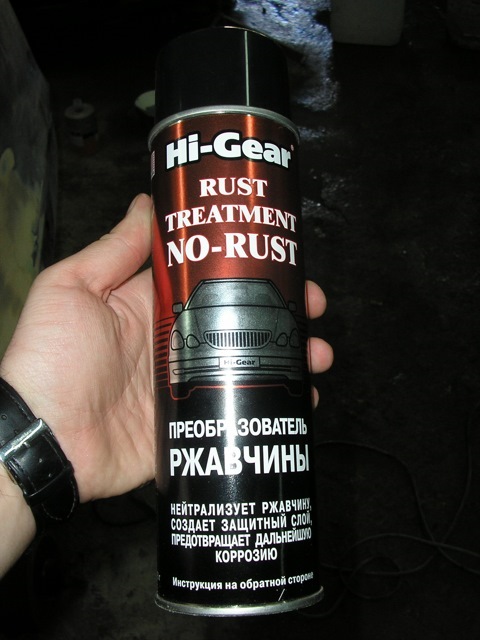 Hi-Gear®
RUST
TREATMENT
NO-RUST
Hi-Gear
ПРЕОБРАЗОВАТЕЛЬ
РЖАВЧИНЫ
НЕЙТРАЛИЗУЕТ РЖАВЧИНУ,
СОЗДАЕТ ЗАЩИТНЫЙ СЛОЙ,
ПРЕДОТВРАЩАЕТ ДАЛЬНЕЙШУЮ
КОРРОЗИЮ
Инструкция на обратной стороне